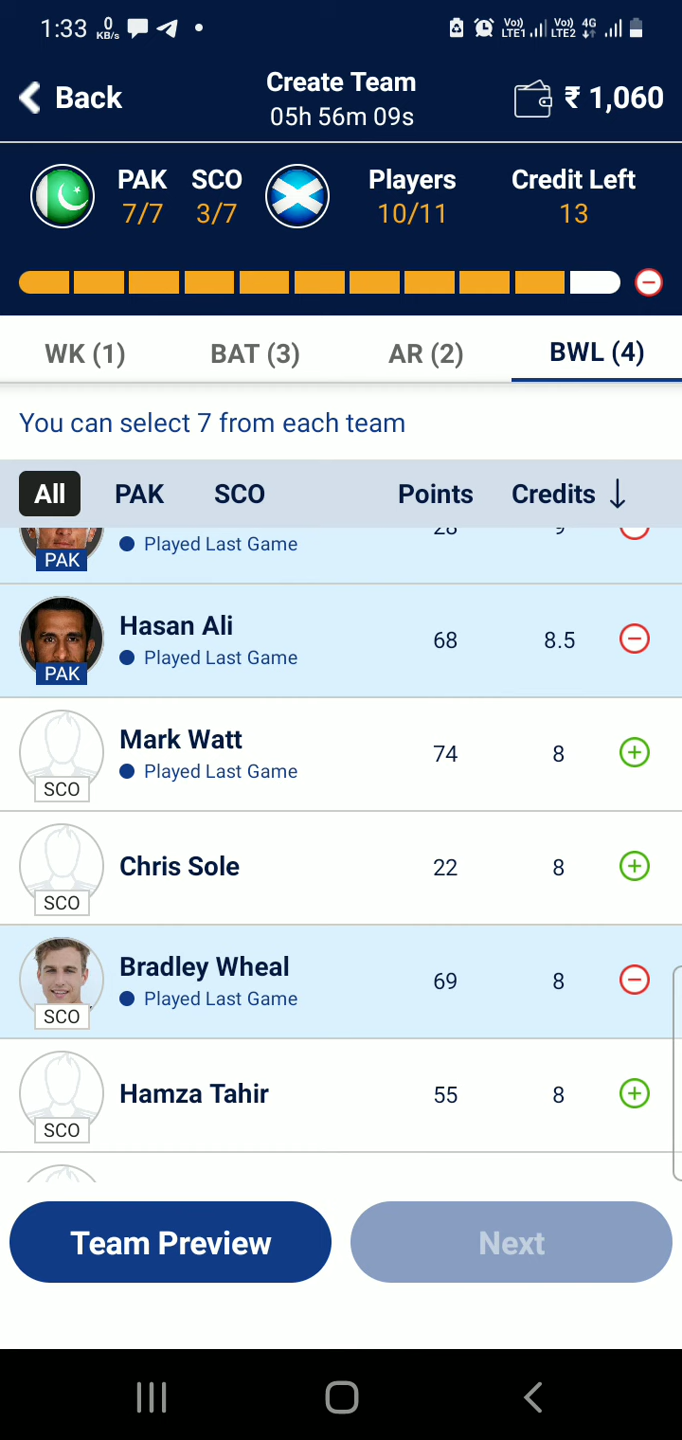 1:33 0 KB/s Vo) LTE1 Vo) LTE2 4G
Back
Create Team
05h 56m 09s
₹ 1,060
PAK SCO Players Credit Left
7/7 3/7 10/11 13
WK (1) BAT (3) AR (2) BWL (4)
You can select 7 from each team
All PAK SCO Points Credits ↓
28 9
Played Last Game
PAK
Hasan Ali
Played Last Game
68 8.5
PAK
Mark Watt
Played Last Game
74 8
SCO
Chris Sole
22 8
SCO
Bradley Wheal
Played Last Game
69 8
SCO
Hamza Tahir
55 8
SCO
Team Preview Next